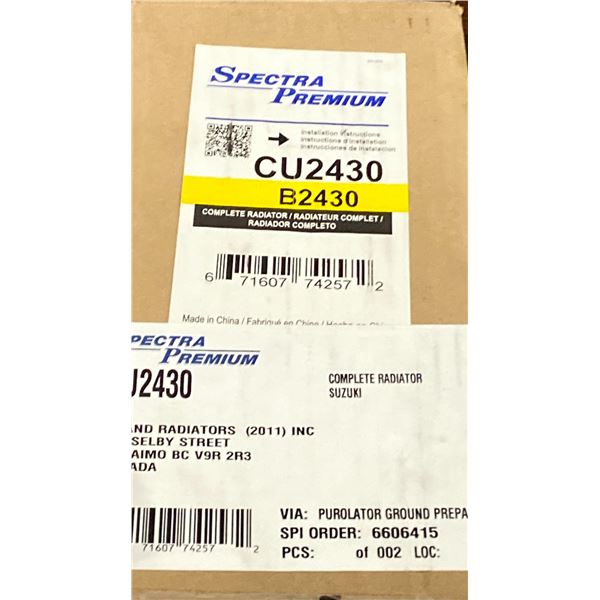 SPECTRA
PREMIUM
Installation Instructions
Instructions d'installation
Instrucciones de instalacion
CU2430
B2430
COMPLETE RADIATOR / RADIATEUR COMPLET /
RADIADOR COMPLETO
6 71607 74257 2
Made in China / Fabriqué en Chine / Hecho en Chi
PECTRA
PREMIUM
U2430
COMPLETE RADIATOR
SUZUKI
AND RADIATORS (2011) INC
SELBY STREET
AIMO BC V9R 2R3
ADA
71607 74257 2
VIA: PUROLATOR GROUND PREPA
SPI ORDER: 6606415
PCS: of 002 LOC: